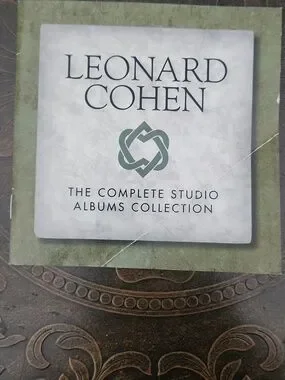 LEONARD
COHEN
THE COMPLETE STUDIO
ALBUMS COLLECTION